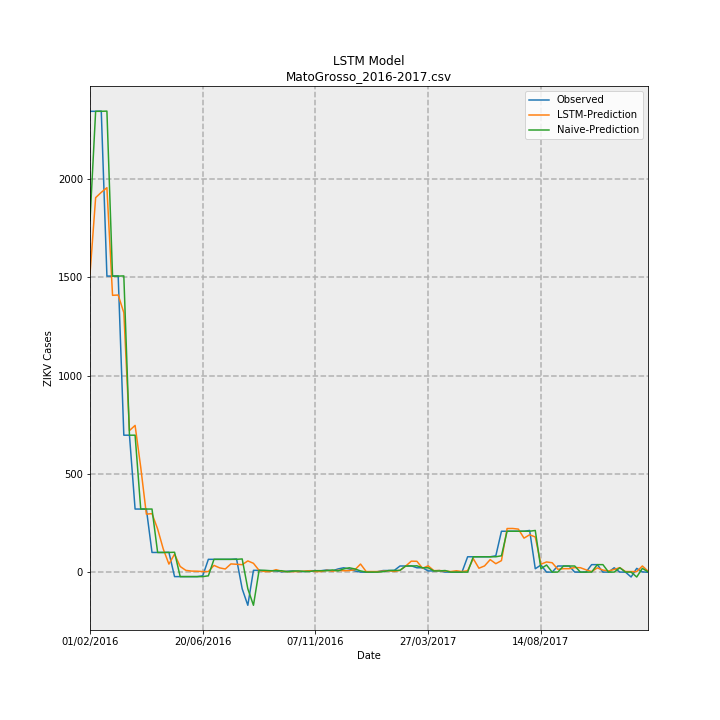 LSTM Model
MatoGrosso_2016-2017.csv
Observed
LSTM-Prediction
Naive-Prediction
2000
1500
1000
500
0
ZIKV Cases
01/02/2016
20/06/2016
07/11/2016
27/03/2017
14/08/2017
Date